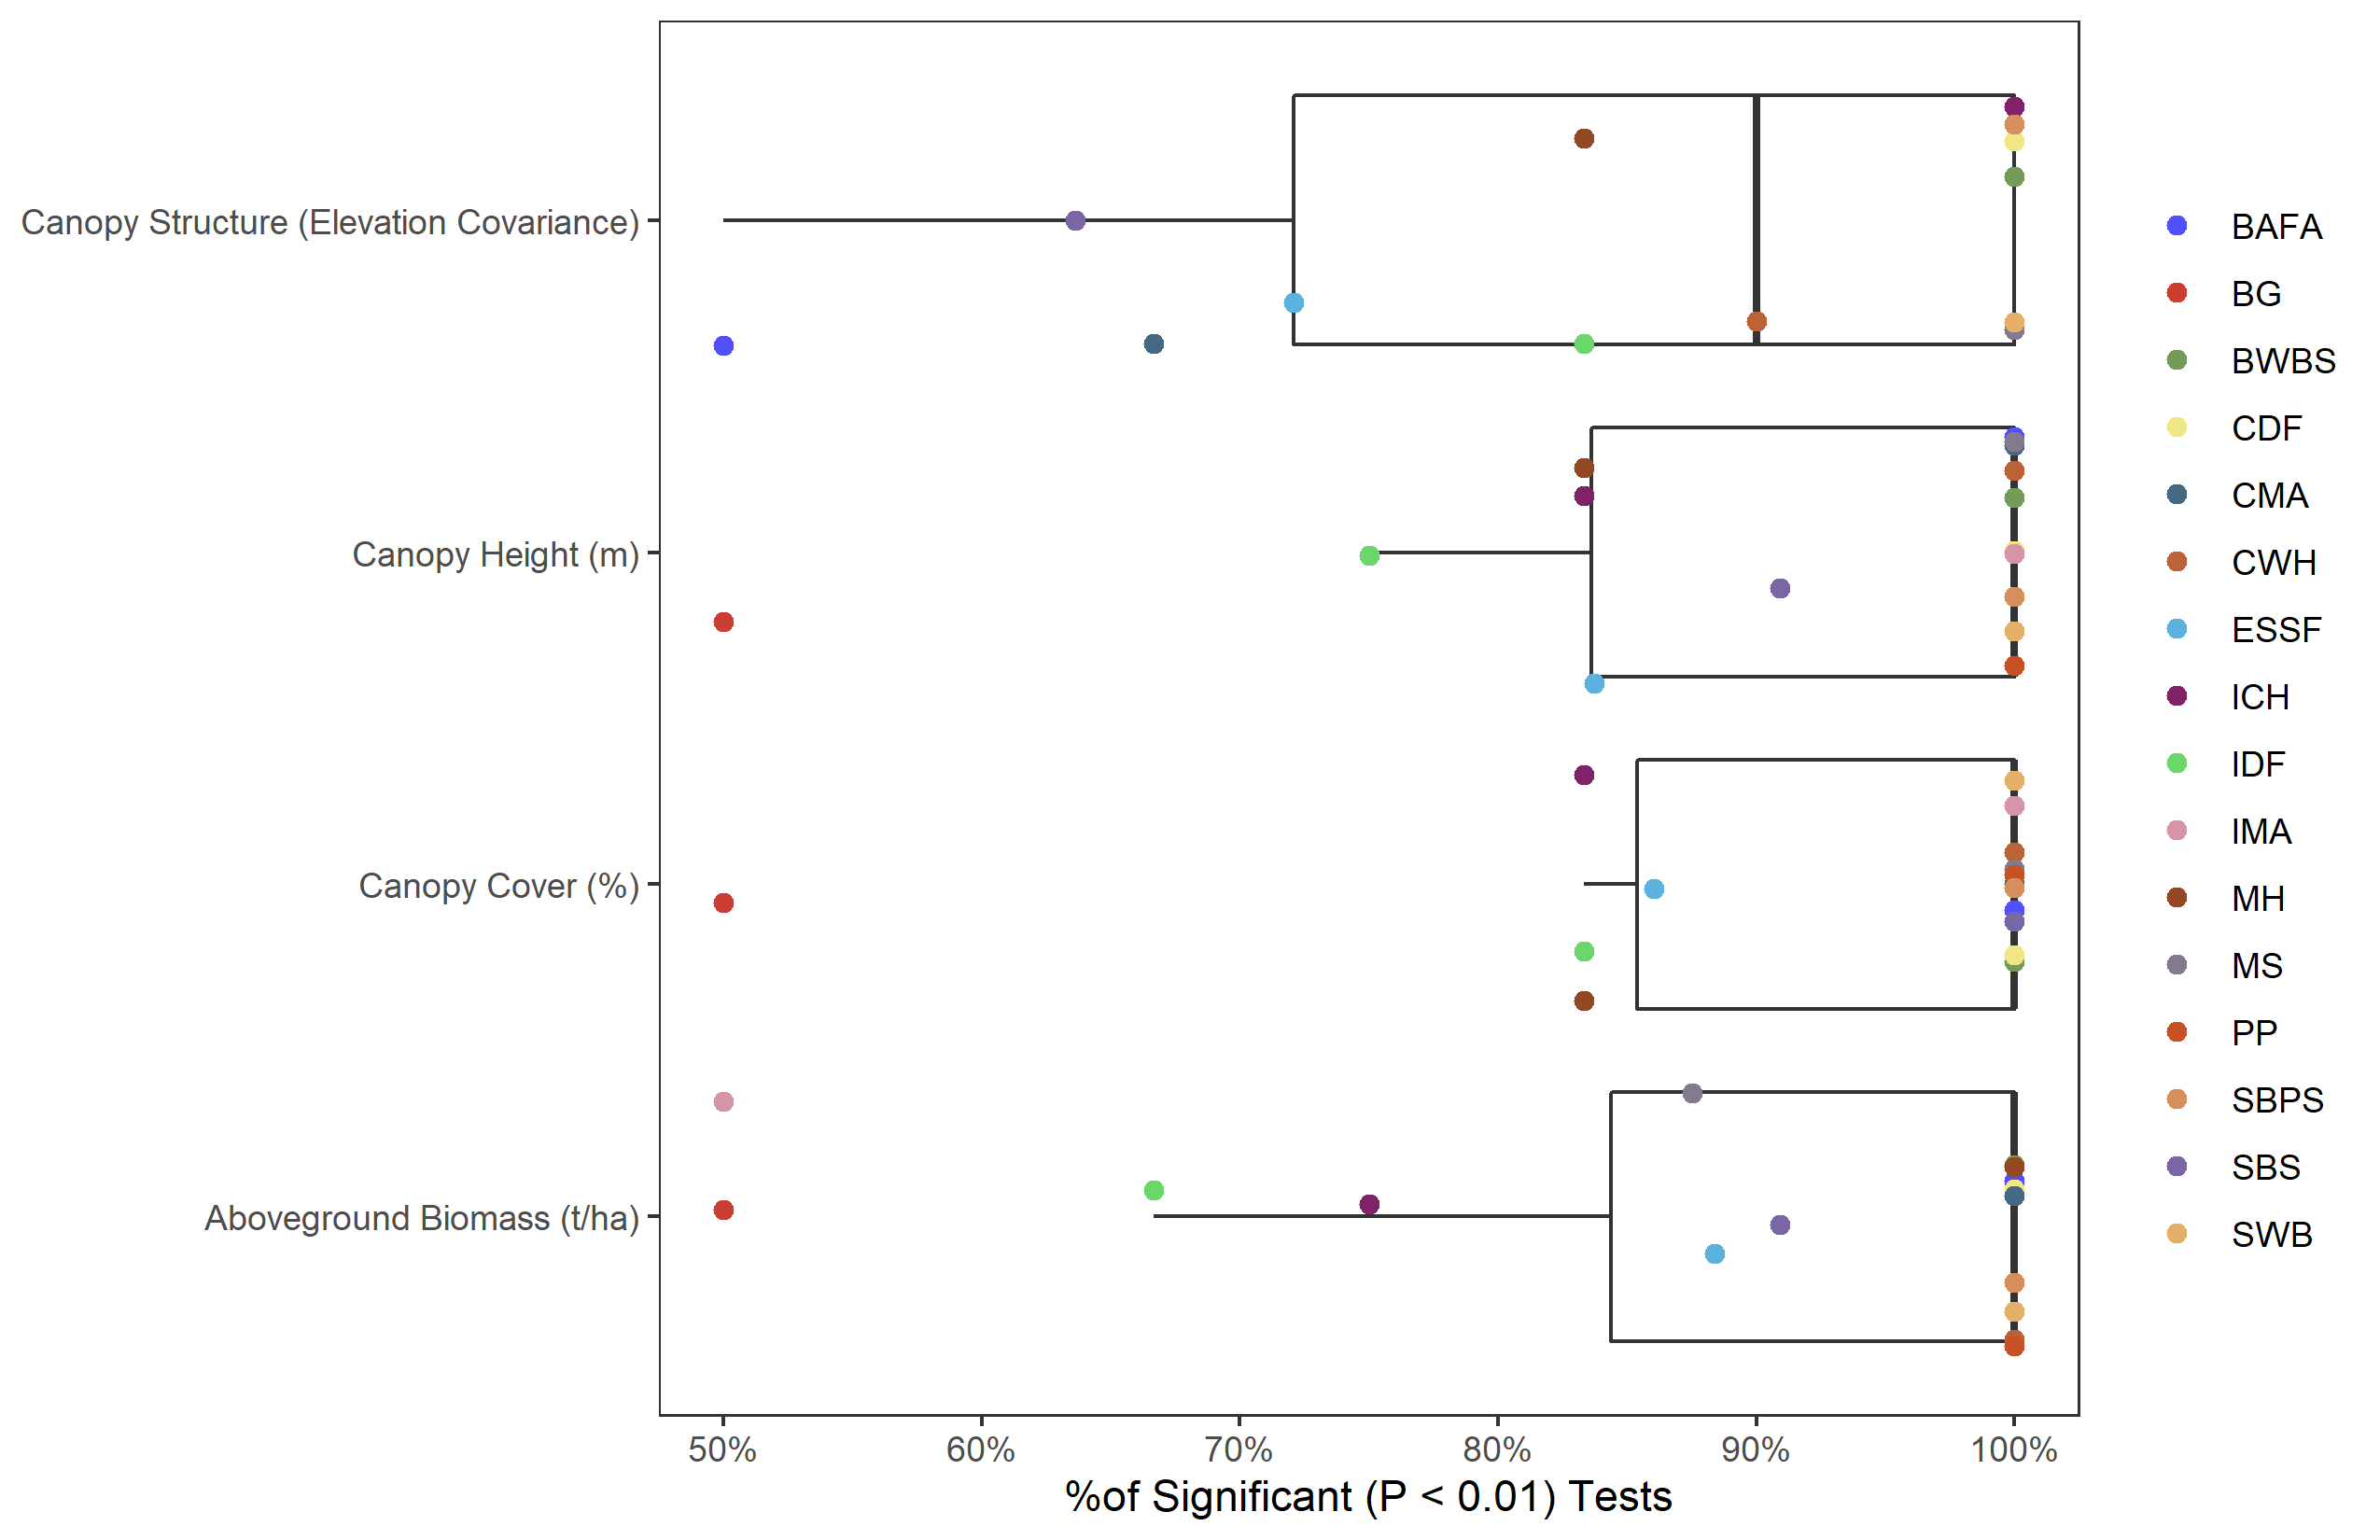 Canopy Structure (Elevation Covariance)
Canopy Height (m)
Canopy Cover (%)
Aboveground Biomass (t/ha)
50%
60%
70%
80%
90%
100%
%of Significant (P < 0.01) Tests
BAFA
BG
BWBS
CDF
CMA
CWH
ESSF
ICH
IDF
IMA
MH
MS
PP
SBPS
SBS
SWB